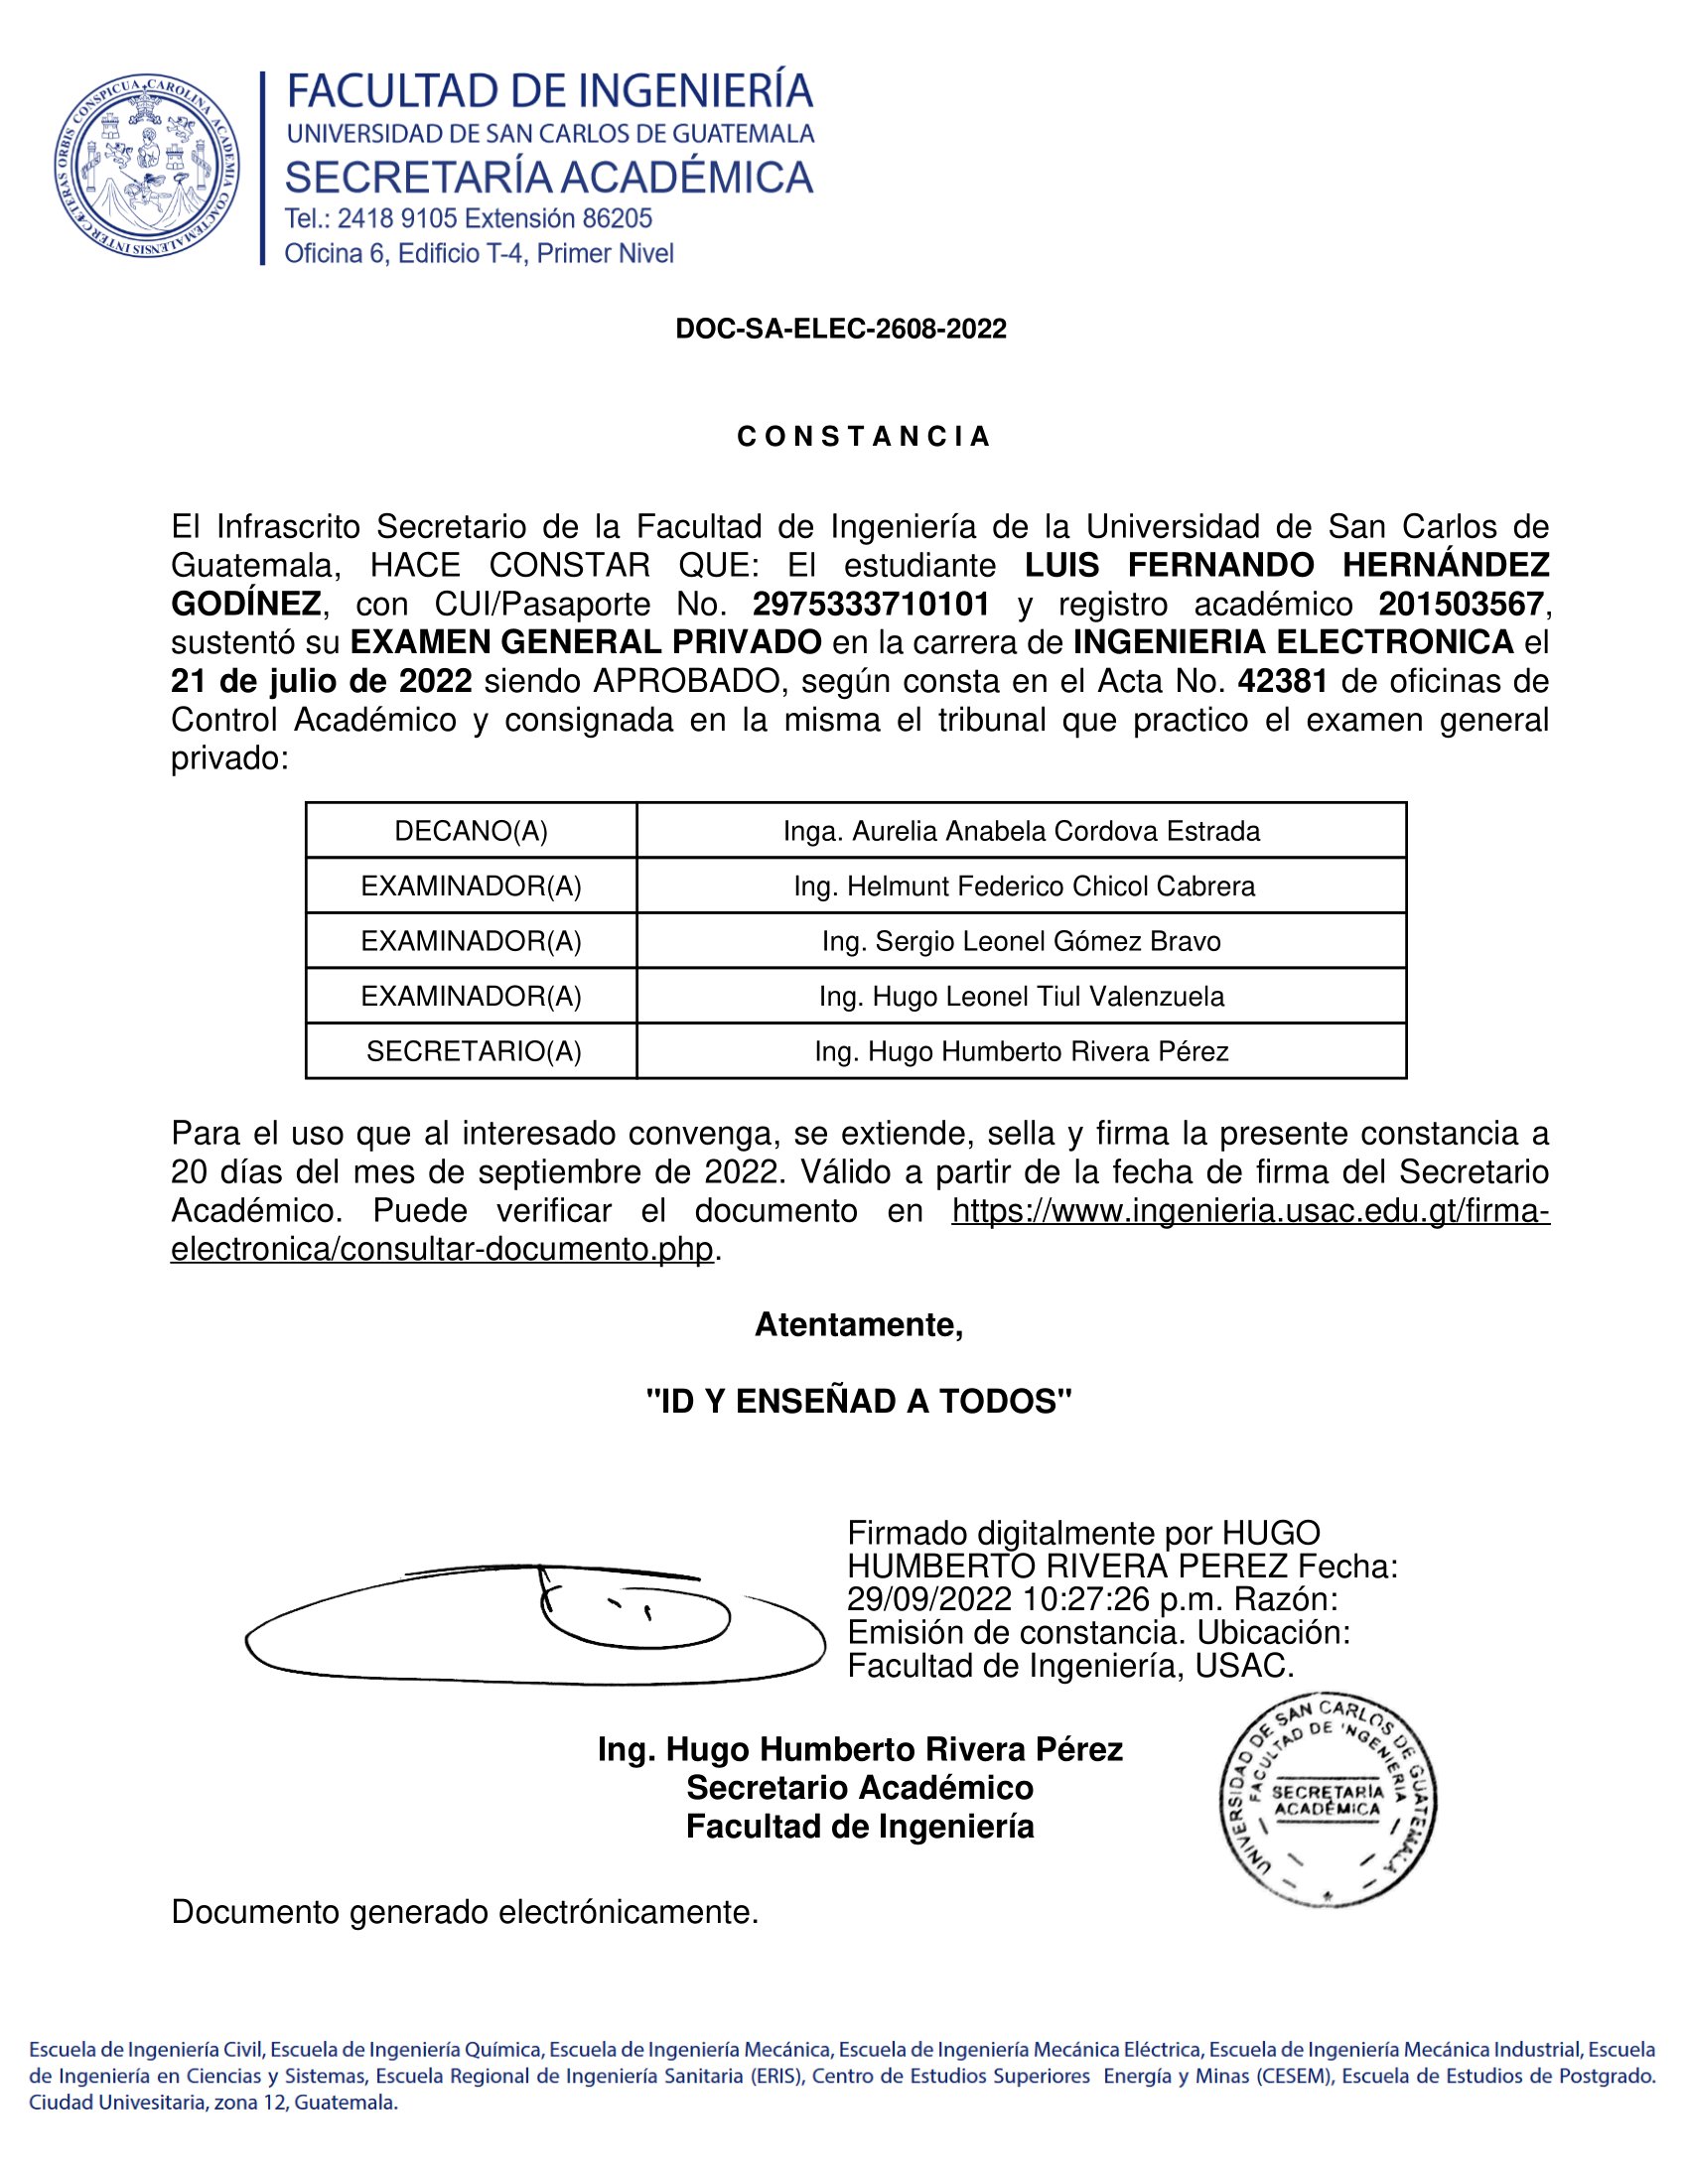 ORBIS CONSPICUA CAROLINA ACADEMIA COACTEMALENSIS INTER CÆTERAS
FACULTAD DE INGENIERÍA
UNIVERSIDAD DE SAN CARLOS DE GUATEMALA
SECRETARÍA ACADÉMICA
Tel.: 2418 9105 Extensión 86205
Oficina 6, Edificio T-4, Primer Nivel
DOC-SA-ELEC-2608-2022
C O N S T A N C I A
El Infrascrito Secretario de la Facultad de Ingeniería de la Universidad de San Carlos de
Guatemala, HACE CONSTAR QUE: El estudiante LUIS FERNANDO HERNÁNDEZ
GODÍNEZ, con CUI/Pasaporte No. 2975333710101 y registro académico 201503567,
sustentó su EXAMEN GENERAL PRIVADO en la carrera de INGENIERIA ELECTRONICA el
21 de julio de 2022 siendo APROBADO, según consta en el Acta No. 42381 de oficinas de
Control Académico y consignada en la misma el tribunal que practico el examen general
privado:
DECANO(A) Inga. Aurelia Anabela Cordova Estrada
EXAMINADOR(A) Ing. Helmunt Federico Chicol Cabrera
EXAMINADOR(A) Ing. Sergio Leonel Gómez Bravo
EXAMINADOR(A) Ing. Hugo Leonel Tiul Valenzuela
SECRETARIO(A) Ing. Hugo Humberto Rivera Pérez
Para el uso que al interesado convenga, se extiende, sella y firma la presente constancia a
20 días del mes de septiembre de 2022. Válido a partir de la fecha de firma del Secretario
Académico. Puede verificar el documento en https://www.ingenieria.usac.edu.gt/firma-
electronica/consultar-documento.php.
Atentamente,
"ID Y ENSEÑAD A TODOS"
Firmado digitalmente por HUGO
HUMBERTO RIVERA PEREZ Fecha:
29/09/2022 10:27:26 p.m. Razón:
Emisión de constancia. Ubicación:
Facultad de Ingeniería, USAC.
Ing. Hugo Humberto Rivera Pérez
Secretario Académico
Facultad de Ingeniería
UNIVERSIDAD DE SAN CARLOS DE GUATEMALA
FACULTAD DE INGENIERIA
SECRETARÍA
ACADÉMICA
Documento generado electrónicamente.
Escuela de Ingeniería Civil, Escuela de Ingeniería Química, Escuela de Ingeniería Mecánica, Escuela de Ingeniería Mecánica Eléctrica, Escuela de Ingeniería Mecánica Industrial, Escuela
de Ingeniería en Ciencias y Sistemas, Escuela Regional de Ingeniería Sanitaria (ERIS), Centro de Estudios Superiores Energía y Minas (CESEM), Escuela de Estudios de Postgrado.
Ciudad Univesitaria, zona 12, Guatemala.